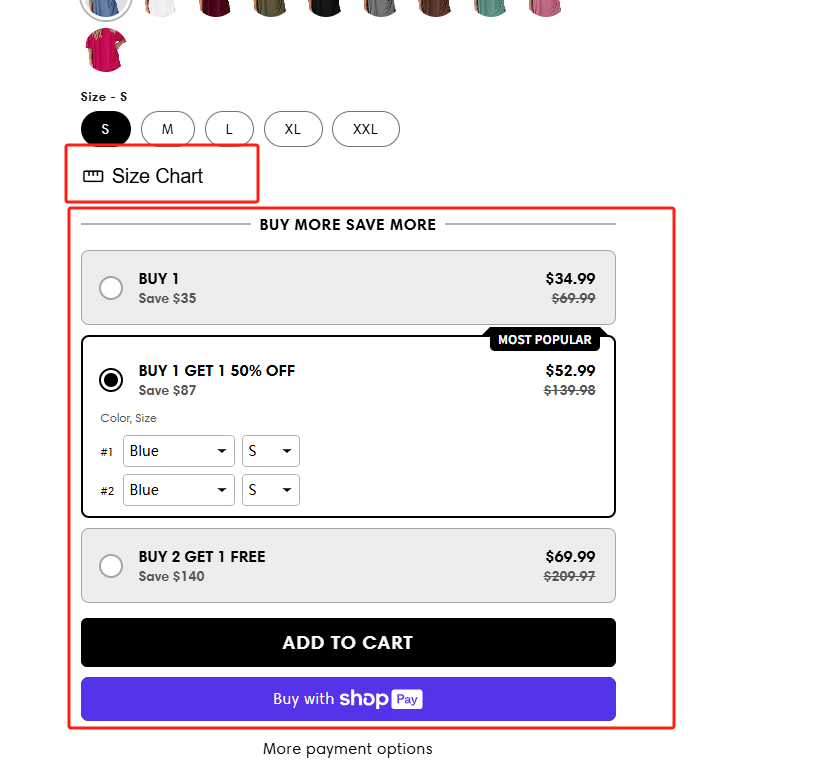 Size - S
S M L XL XXL
Size Chart
BUY MORE SAVE MORE
BUY 1 $34.99
Save $35 $69.99
MOST POPULAR
BUY 1 GET 1 50% OFF $52.99
Save $87 $139.98
Color, Size
#1 Blue S
#2 Blue S
BUY 2 GET 1 FREE $69.99
Save $140 $209.97
ADD TO CART
Buy with shop Pay
More payment options